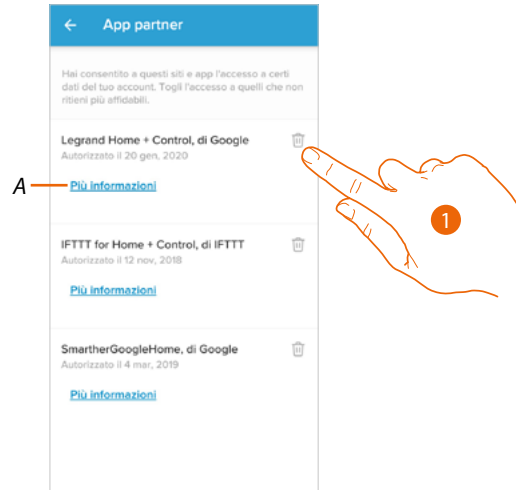 ← App partner
Hai consentito a questi siti e app l'accesso a certi
dati del tuo account. Togli l'accesso a quelli che non
ritieni più affidabili.
Legrand Home + Control, di Google
Autorizzato il 20 gen, 2020
A
Più informazioni
1
IFTTT for Home + Control, di IFTTT
Autorizzato il 12 nov, 2018
Più informazioni
SmartherGoogleHome, di Google
Autorizzato il 4 mar, 2019
Più informazioni